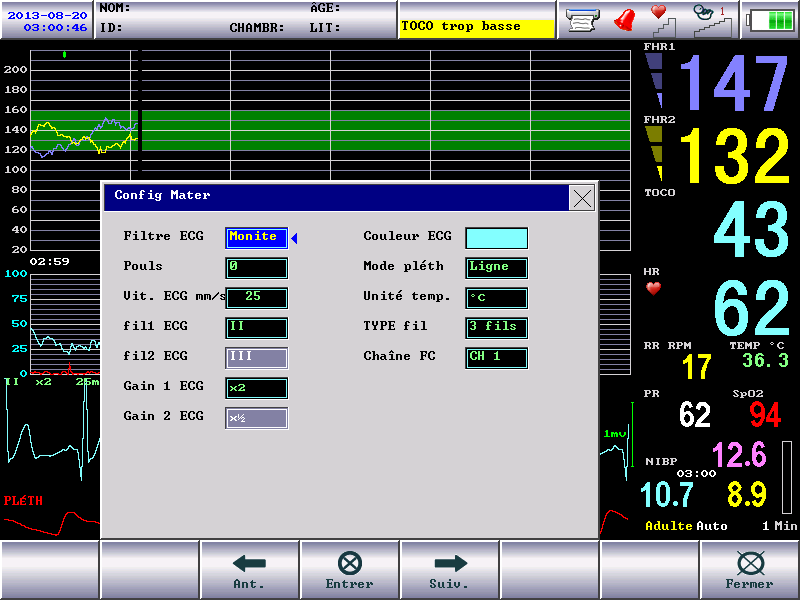 2013-08-20
03:00:46
NOM:
ÂGE:
ID:
CHAMBR:
LIT:
TOCO trop basse
1
200
180
160
140
120
100
80
60
40
20
02:59
100
75
50
25
0
II x2 25m
PLÉTH
Config Mater
Filtre ECG Monite
Pouls 0
Vit. ECG mm/s 25
fil1 ECG II
fil2 ECG III
Gain 1 ECG x2
Gain 2 ECG x½
Couleur ECG
Mode pléth Ligne
Unité temp. °C
TYPE fil 3 fils
Chaîne FC CH 1
1mv
FHR1
147
FHR2
132
TOCO
43
HR
62
RR RPM
17
TEMP °C
36.3
PR
62
SpO2
94
NIBP
03:00
12.6
10.7
8.9
Adulte Auto 1 Min
Ant.
Entrer
Suiv.
Fermer